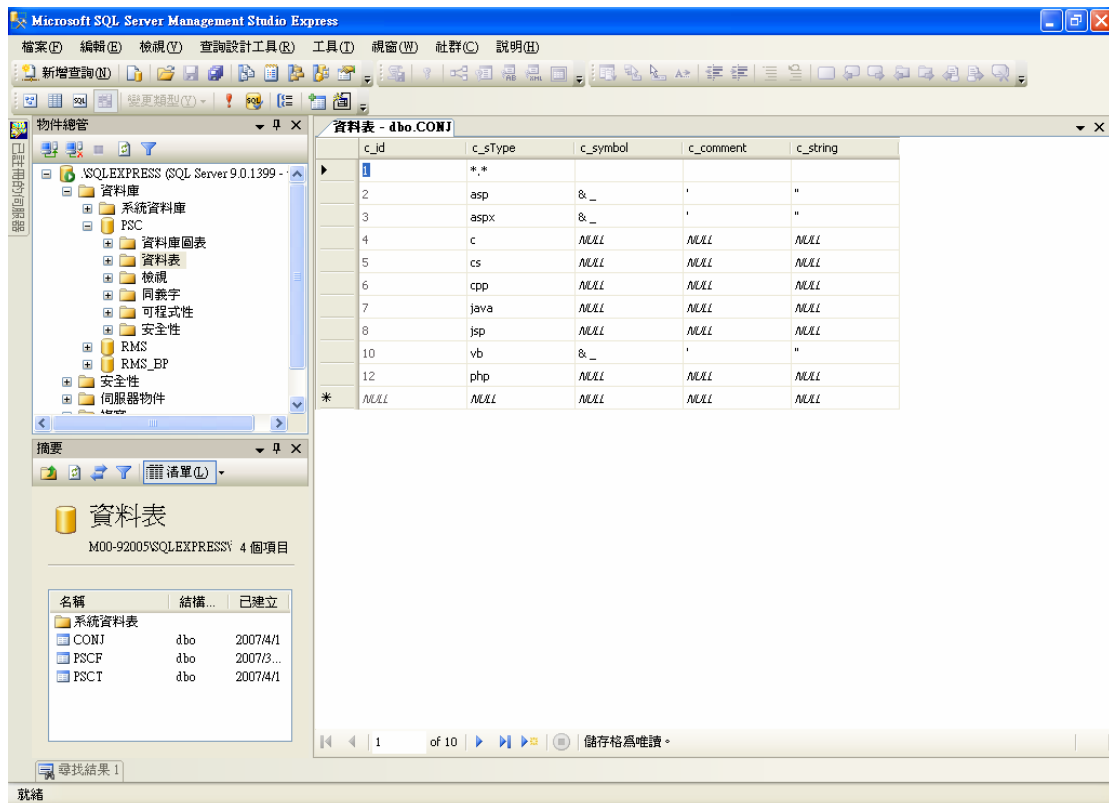 Microsoft SQL Server Management Studio Express
檔案(F) 編輯(E) 檢視(V) 查詢設計工具(R) 工具(T) 視窗(W) 社群(C) 說明(H)
新增查詢(N)
變更類型(Y)
已註冊的伺服器
物件總管
.\SQLEXPRESS (SQL Server 9.0.1399 -
資料庫
系統資料庫
PSC
資料庫圖表
資料表
檢視
同義字
可程式性
安全性
RMS
RMS_BP
安全性
伺服器物件
摘要
清單(L)
資料表
M00-92005\SQLEXPRESS\ 4 個項目
名稱 結構... 已建立
系統資料表
CONJ dbo 2007/4/1
PSCF dbo 2007/3...
PSCT dbo 2007/4/1
資料表 - dbo.CONJ
c_id c_sType c_symbol c_comment c_string
1 *.*
2 asp & _ ' "
3 aspx & _ ' "
4 c NULL NULL NULL
5 cs NULL NULL NULL
6 cpp NULL NULL NULL
7 java NULL NULL NULL
8 jsp NULL NULL NULL
10 vb & _ ' "
12 php NULL NULL NULL
NULL NULL NULL NULL NULL
1 of 10 儲存格為唯讀。
尋找結果 1
就緒